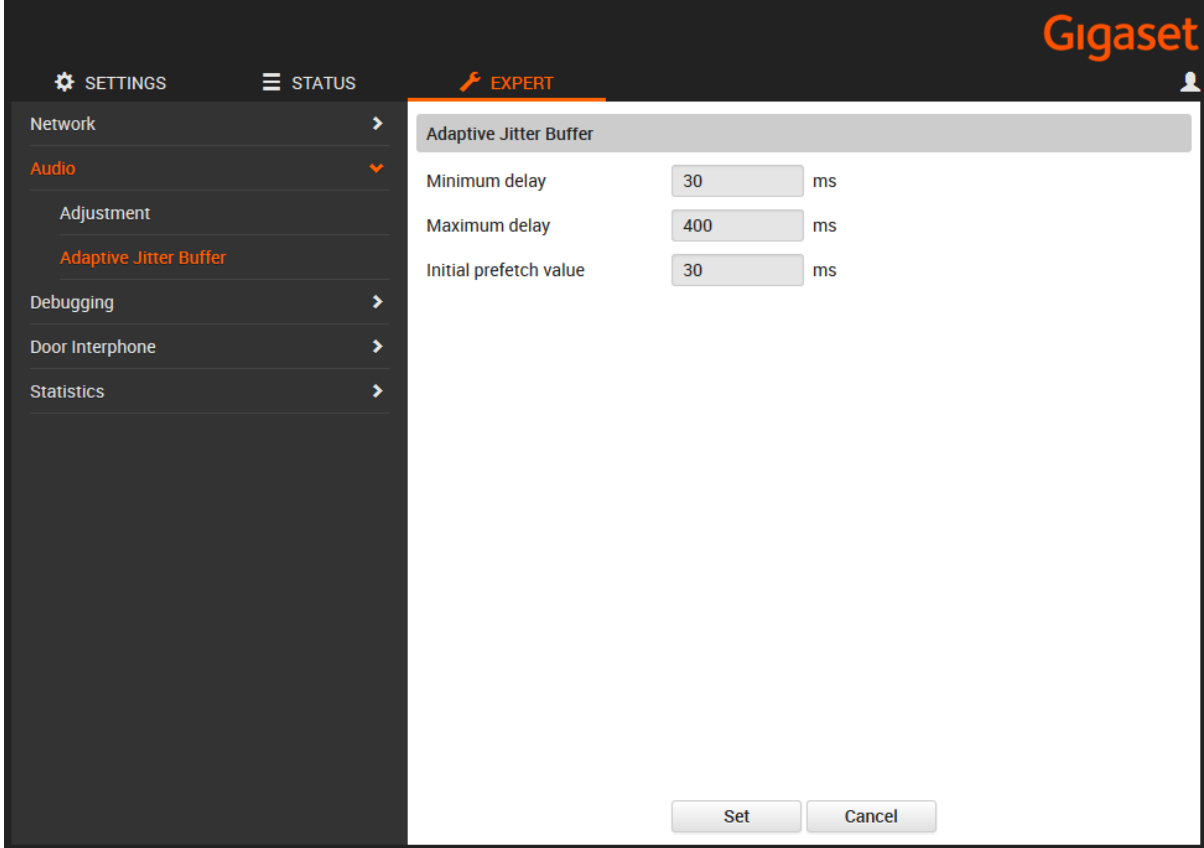 Gigaset
SETTINGS STATUS EXPERT
Network
Audio
Adjustment
Adaptive Jitter Buffer
Debugging
Door Interphone
Statistics
Adaptive Jitter Buffer
Minimum delay 30 ms
Maximum delay 400 ms
Initial prefetch value 30 ms
Set Cancel